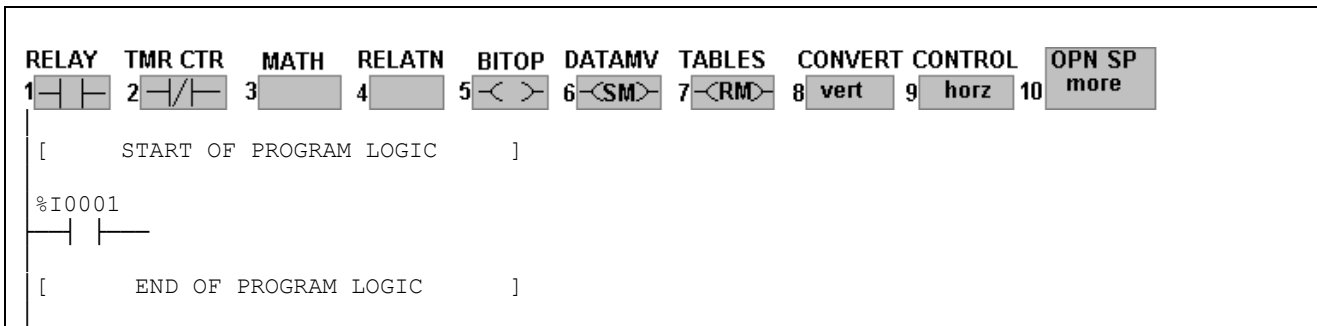 RELAY TMR CTR MATH RELATN BITOP DATAMV TABLES CONVERT CONTROL OPN SP
1 2 3 4 5 6 SM 7 RM 8 vert 9 horz 10 more
[ START OF PROGRAM LOGIC ]
%I0001
[ END OF PROGRAM LOGIC ]